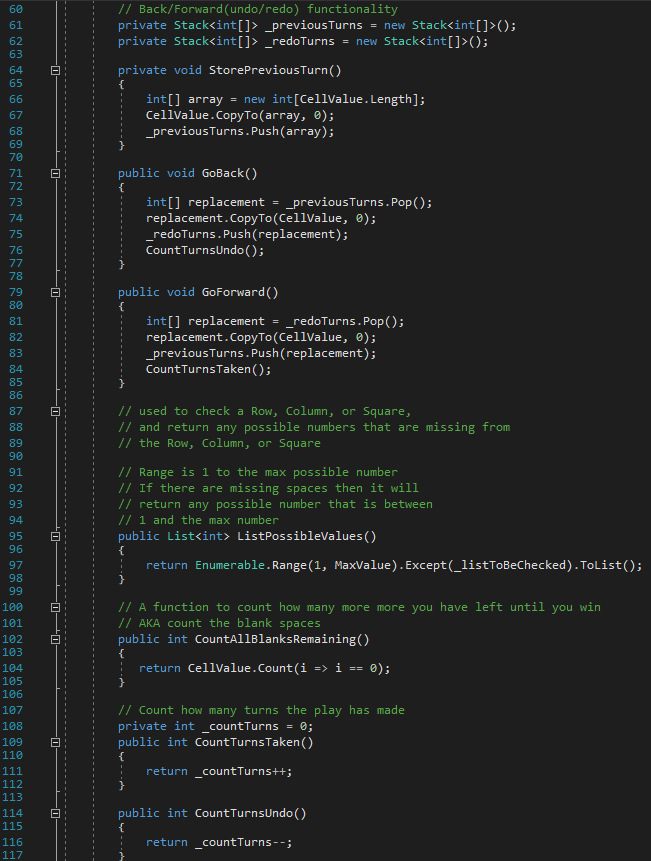 60 // Back/Forward(undo/redo) functionality
61 private Stack<int[]> _previousTurns = new Stack<int[]>();
62 private Stack<int[]> _redoTurns = new Stack<int[]>();
63
64 private void StorePreviousTurn()
65 {
66 int[] array = new int[CellValue.Length];
67 CellValue.CopyTo(array, 0);
68 _previousTurns.Push(array);
69 }
70
71 public void GoBack()
72 {
73 int[] replacement = _previousTurns.Pop();
74 replacement.CopyTo(CellValue, 0);
75 _redoTurns.Push(replacement);
76 CountTurnsUndo();
77 }
78
79 public void GoForward()
80 {
81 int[] replacement = _redoTurns.Pop();
82 replacement.CopyTo(CellValue, 0);
83 _previousTurns.Push(replacement);
84 CountTurnsTaken();
85 }
86
87 // used to check a Row, Column, or Square,
88 // and return any possible numbers that are missing from
89 // the Row, Column, or Square
90
91 // Range is 1 to the max possible number
92 // If there are missing spaces then it will
93 // return any possible number that is between
94 // 1 and the max number
95 public List<int> ListPossibleValues()
96 {
97 return Enumerable.Range(1, MaxValue).Except(_listToBeChecked).ToList();
98 }
99
100 // A function to count how many more more you have left until you win
101 // AKA count the blank spaces
102 public int CountAllBlanksRemaining()
103 {
104 return CellValue.Count(i => i == 0);
105 }
106
107 // Count how many turns the play has made
108 private int _countTurns = 0;
109 public int CountTurnsTaken()
110 {
111 return _countTurns++;
112 }
113
114 public int CountTurnsUndo()
115 {
116 return _countTurns--;
117 }